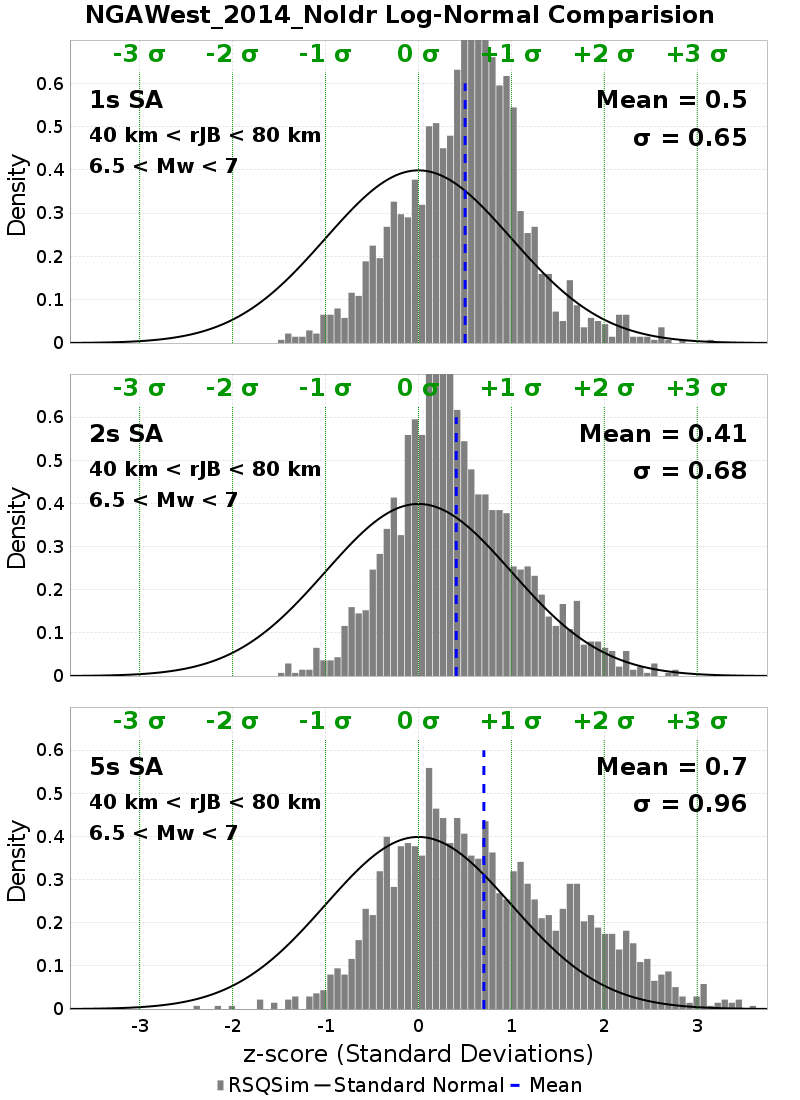 NGAWest_2014_NoIdr Log-Normal Comparision
-3 σ -2 σ -1 σ 0 σ +1 σ +2 σ +3 σ
0.6
1s SA Mean = 0.5
0.5
40 km < rJB < 80 km σ = 0.65
6.5 < Mw < 7
0.4
0.3
0.2
0.1
0
Density
-3 σ -2 σ -1 σ 0 σ +1 σ +2 σ +3 σ
0.6
2s SA Mean = 0.41
0.5
40 km < rJB < 80 km σ = 0.68
6.5 < Mw < 7
0.4
0.3
0.2
0.1
0
Density
-3 σ -2 σ -1 σ 0 σ +1 σ +2 σ +3 σ
0.6
5s SA Mean = 0.7
0.5
40 km < rJB < 80 km σ = 0.96
6.5 < Mw < 7
0.4
0.3
0.2
0.1
0
Density
-3 -2 -1 0 1 2 3
z-score (Standard Deviations)
RSQSim Standard Normal Mean